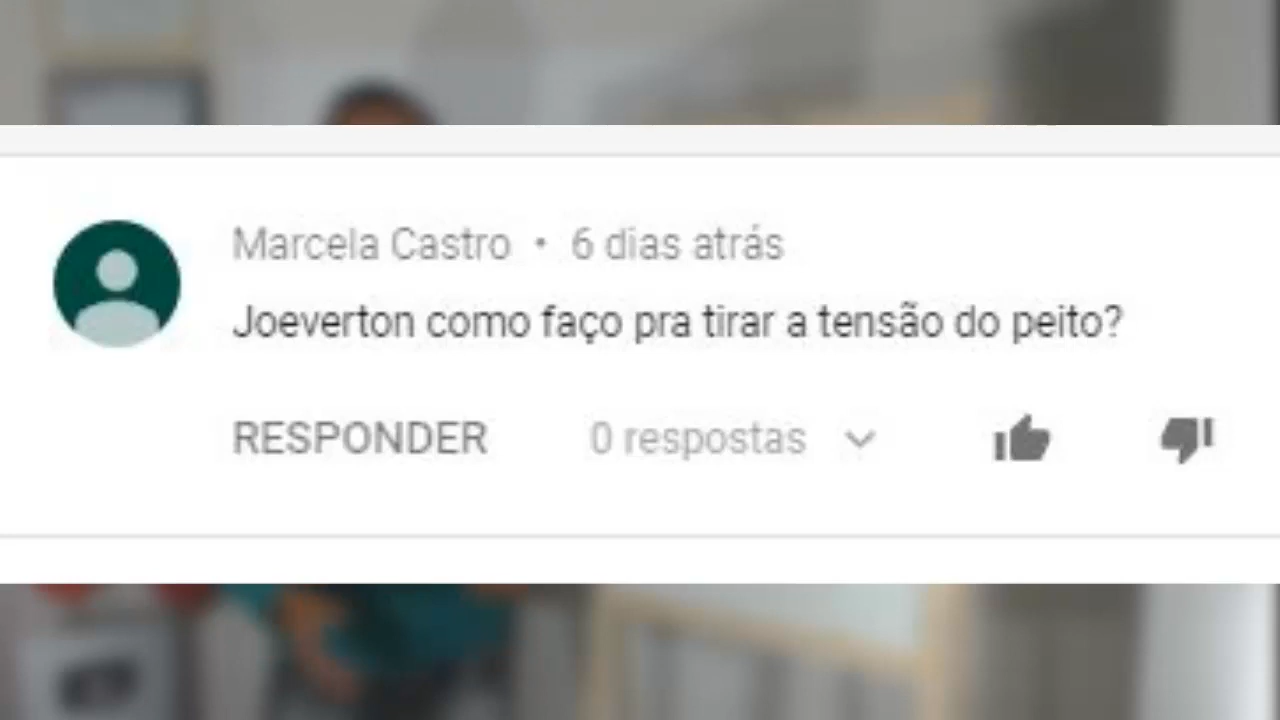 Marcela Castro • 6 dias atrás
Joeverton como faço pra tirar a tensão do peito?
RESPONDER 0 respostas